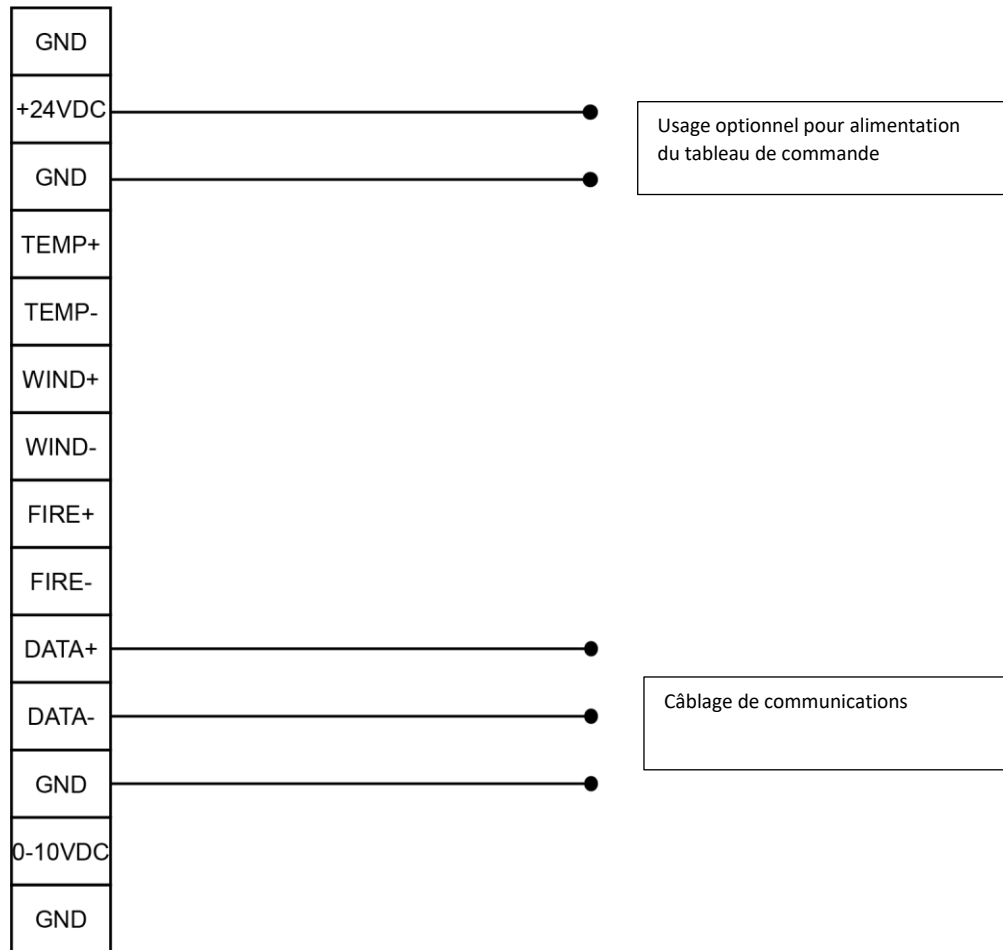 GND
+24VDC
Usage optionnel pour alimentation
du tableau de commande
GND
TEMP+
TEMP-
WIND+
WIND-
FIRE+
FIRE-
DATA+
DATA-
Câblage de communications
GND
0-10VDC
GND